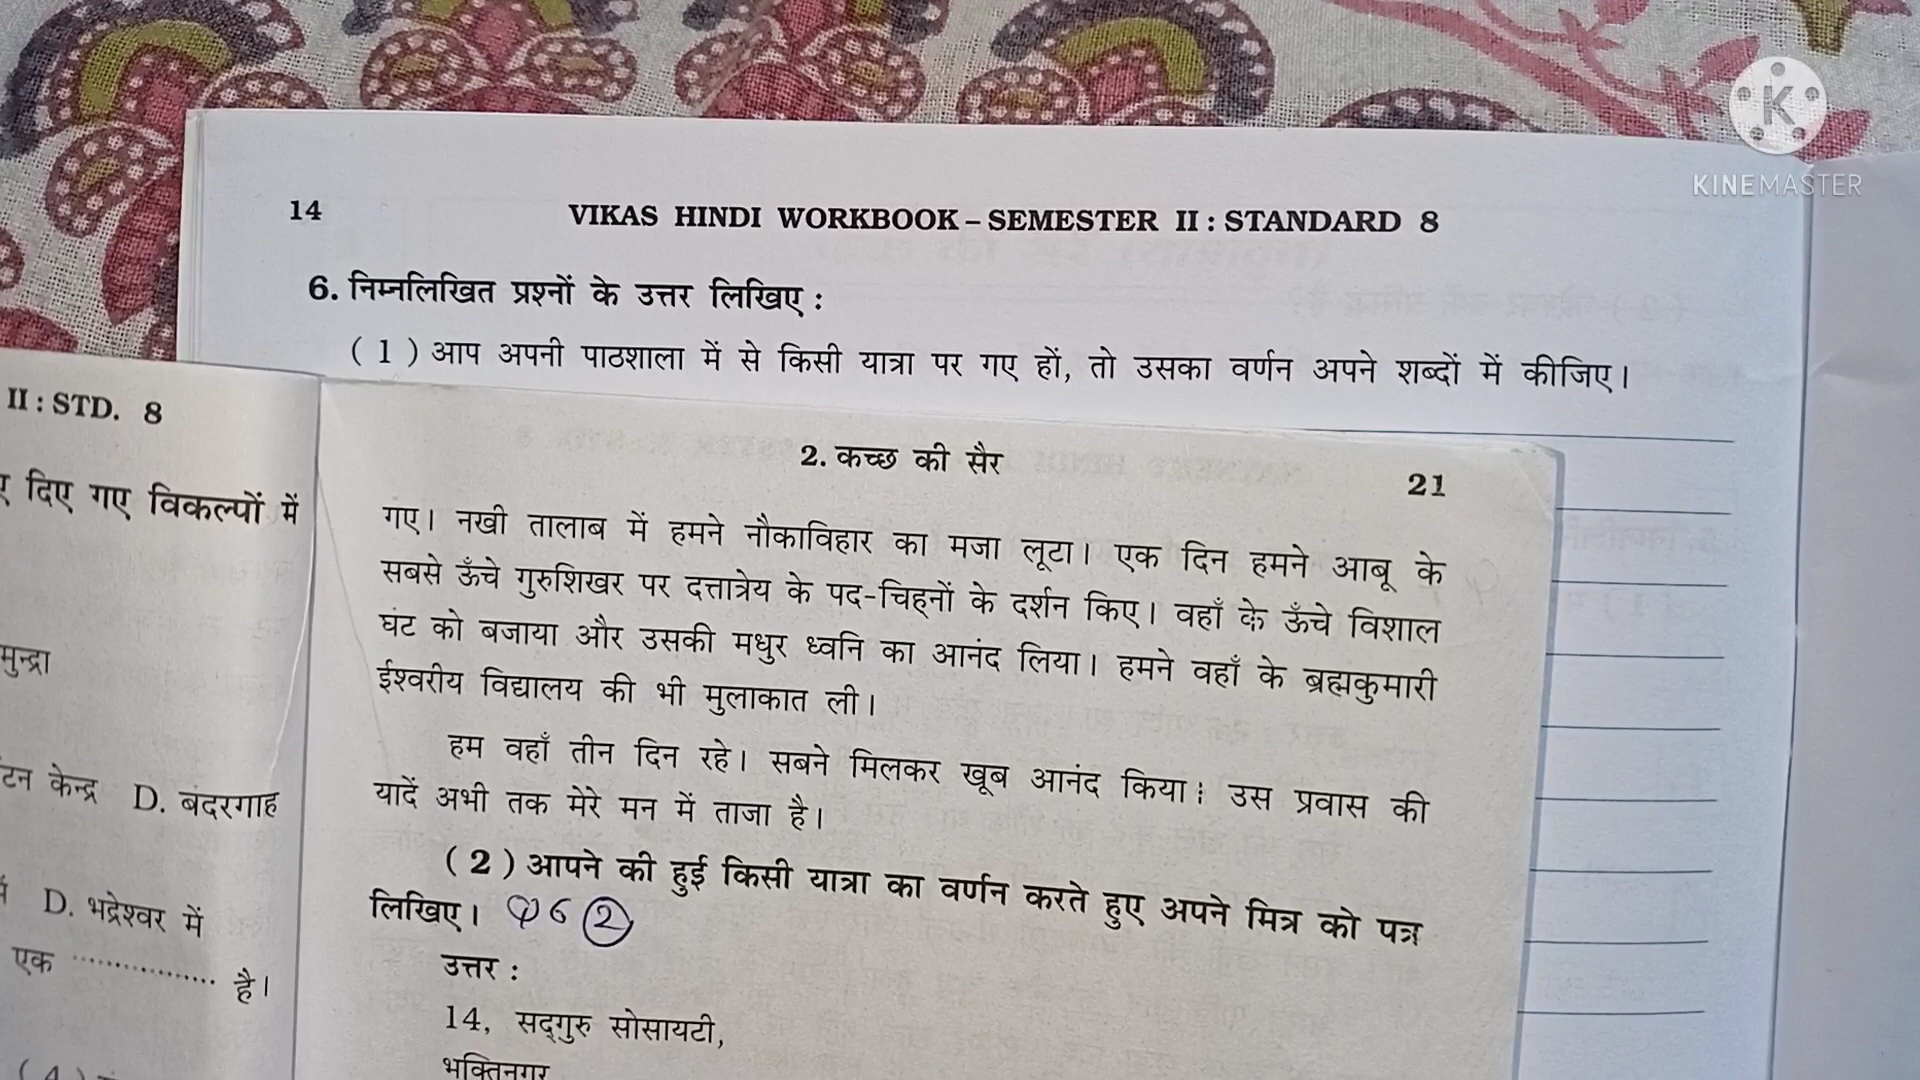 KINEMASTER
14 VIKAS HINDI WORKBOOK – SEMESTER II : STANDARD 8
6. निम्नलिखित प्रश्नों के उत्तर लिखिए :
( 1 ) आप अपनी पाठशाला में से किसी यात्रा पर गए हों, तो उसका वर्णन अपने शब्दों में कीजिए।
II : STD. 8
दिए गए विकल्पों में
मुन्द्रा
केन्द्र D. बंदरगाह
D. भद्रेश्वर में
एक ................ है।
2. कच्छ की सैर 21
गए। नखी तालाब में हमने नौकाविहार का मजा लूटा। एक दिन हमने आबू के
सबसे ऊँचे गुरुशिखर पर दत्तात्रेय के पद-चिह्नों के दर्शन किए। वहाँ के ऊँचे विशाल
घंट को बजाया और उसकी मधुर ध्वनि का आनंद लिया। हमने वहाँ के ब्रह्मकुमारी
ईश्वरीय विद्यालय की भी मुलाकात ली।
हम वहाँ तीन दिन रहे। सबने मिलकर खूब आनंद किया। उस प्रवास की
यादें अभी तक मेरे मन में ताजा है।
( 2 ) आपने की हुई किसी यात्रा का वर्णन करते हुए अपने मित्र को पत्र
लिखिए। Q 6 2
उत्तर :
14, सद्गुरु सोसायटी,
भक्तिनगर